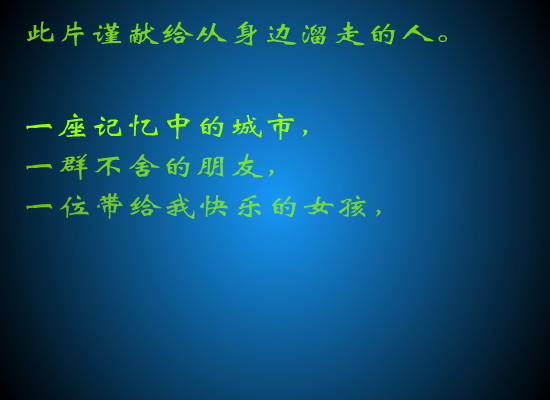 此片谨献给从身边溜走的人。
一座记忆中的城市，
一群不舍的朋友，
一位带给我快乐的女孩，